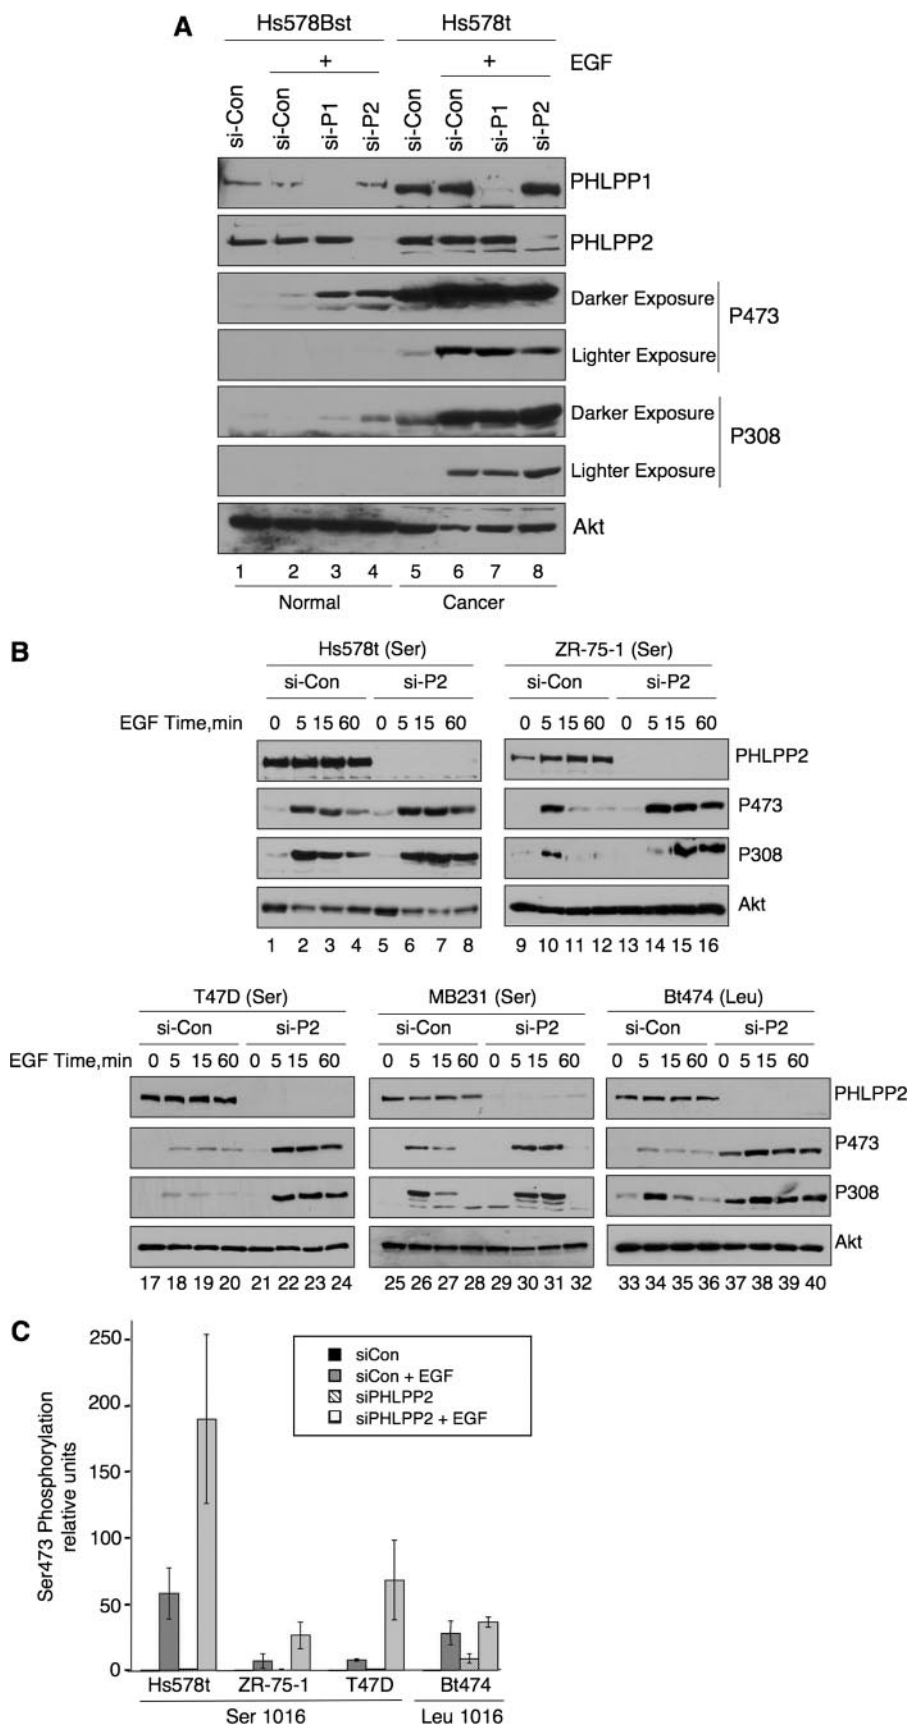 A
Hs578Bst Hs578t
+ + EGF
si-Con si-Con si-P1 si-P2 si-Con si-Con si-P1 si-P2
PHLPP1
PHLPP2
Darker Exposure
P473
Lighter Exposure
Darker Exposure
P308
Lighter Exposure
Akt
1 2 3 4 5 6 7 8
Normal Cancer
B
Hs578t (Ser) ZR-75-1 (Ser)
si-Con si-P2 si-Con si-P2
EGF Time,min 0 5 15 60 0 5 15 60 0 5 15 60 0 5 15 60
PHLPP2
P473
P308
Akt
1 2 3 4 5 6 7 8 9 10 11 12 13 14 15 16
T47D (Ser) MB231 (Ser) Bt474 (Leu)
si-Con si-P2 si-Con si-P2 si-Con si-P2
EGF Time,min 0 5 15 60 0 5 15 60 0 5 15 60 0 5 15 60 0 5 15 60 0 5 15 60
PHLPP2
P473
P308
Akt
17 18 19 20 21 22 23 24 25 26 27 28 29 30 31 32 33 34 35 36 37 38 39 40
C
Ser473 Phosphorylation
relative units
250
200
150
100
50
0
siCon
siCon + EGF
siPHLPP2
siPHLPP2 + EGF
Hs578t ZR-75-1 T47D Bt474
Ser 1016 Leu 1016